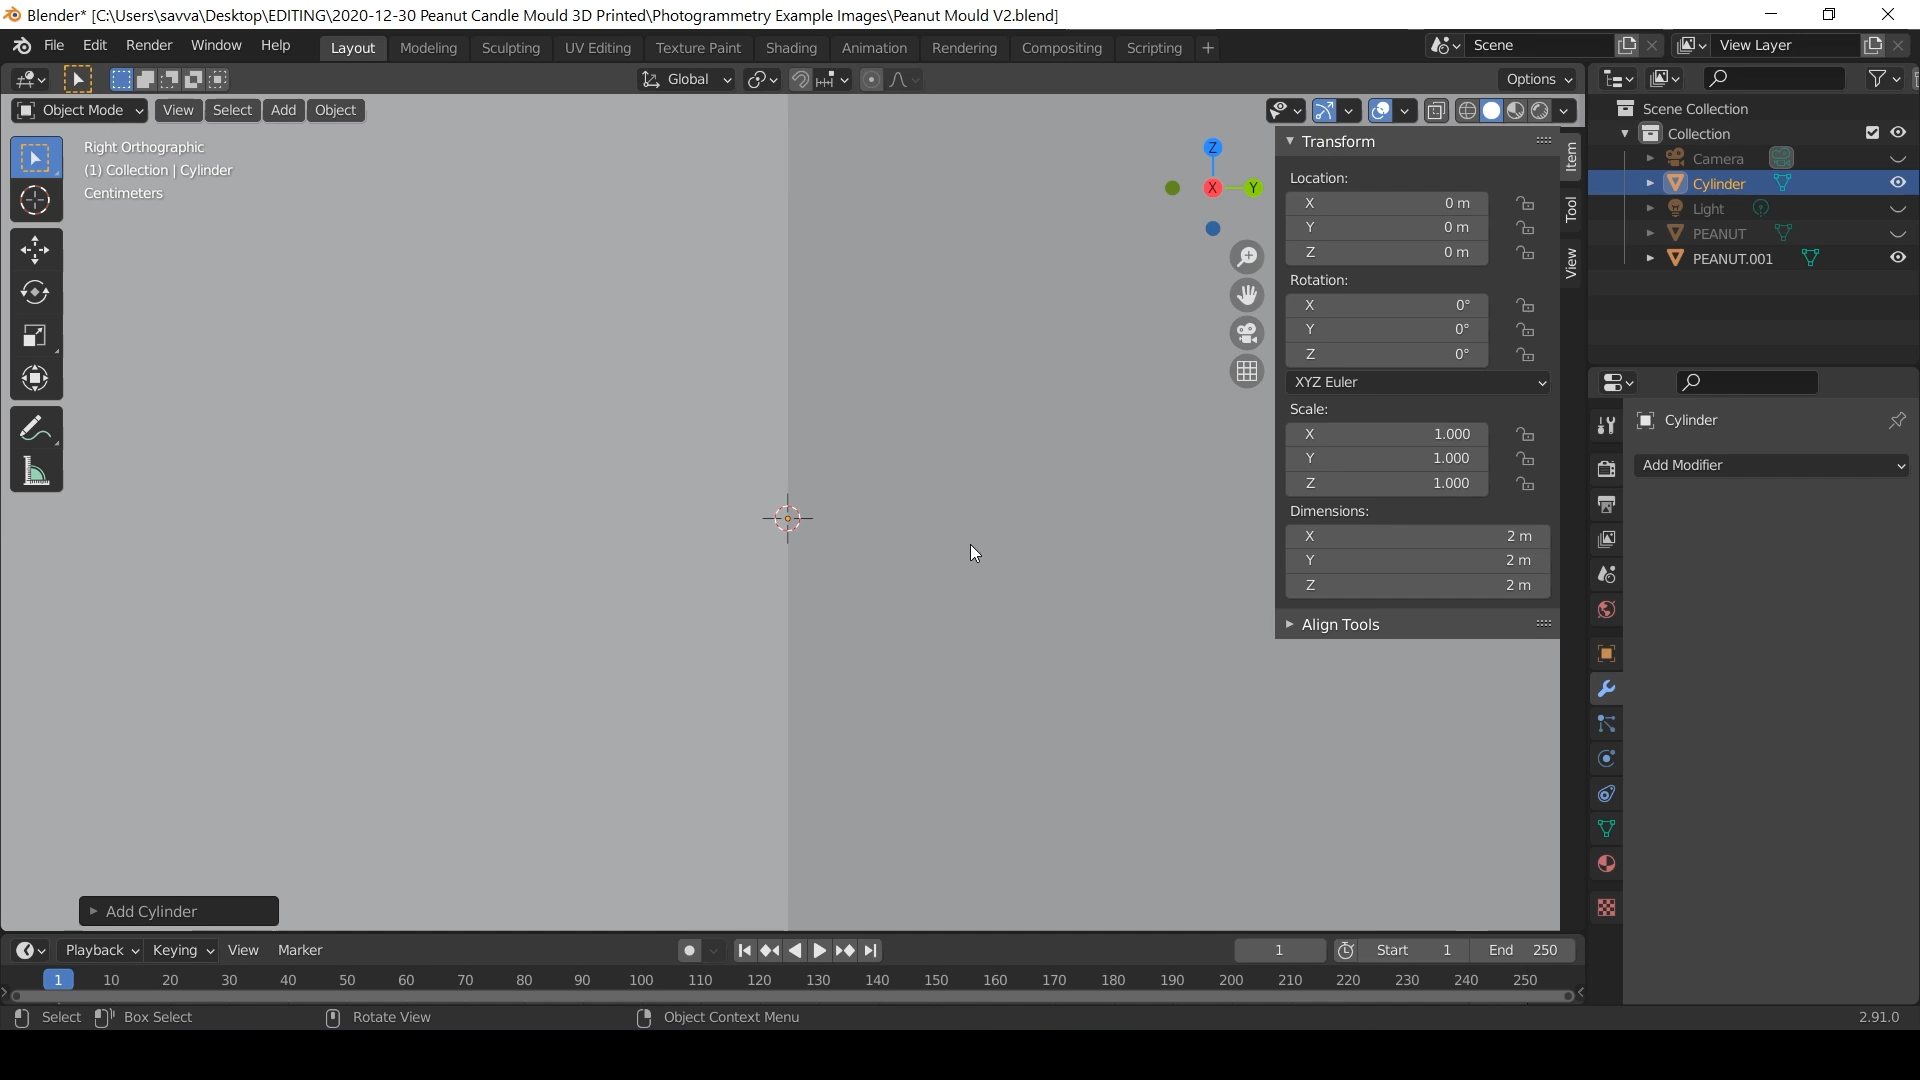 Blender* [C:\Users\savva\Desktop\EDITING\2020-12-30 Peanut Candle Mould 3D Printed\Photogrammetry Example Images\Peanut Mould V2.blend]
File Edit Render Window Help Layout Modeling Sculpting UV Editing Texture Paint Shading Animation Rendering Compositing Scripting + Scene View Layer
Global Options
Object Mode View Select Add Object
Right Orthographic
(1) Collection | Cylinder
Centimeters
Z
X Y
Transform
Location:
X 0 m
Y 0 m
Z 0 m
Rotation:
X 0°
Y 0°
Z 0°
XYZ Euler
Scale:
X 1.000
Y 1.000
Z 1.000
Dimensions:
X 2 m
Y 2 m
Z 2 m
Align Tools
Item
Tool
View
Scene Collection
Collection
Camera
Cylinder
Light
PEANUT
PEANUT.001
Cylinder
Add Modifier
Add Cylinder
Playback Keying View Marker 1 Start 1 End 250
1 10 20 30 40 50 60 70 80 90 100 110 120 130 140 150 160 170 180 190 200 210 220 230 240 250
Select Box Select Rotate View Object Context Menu 2.91.0